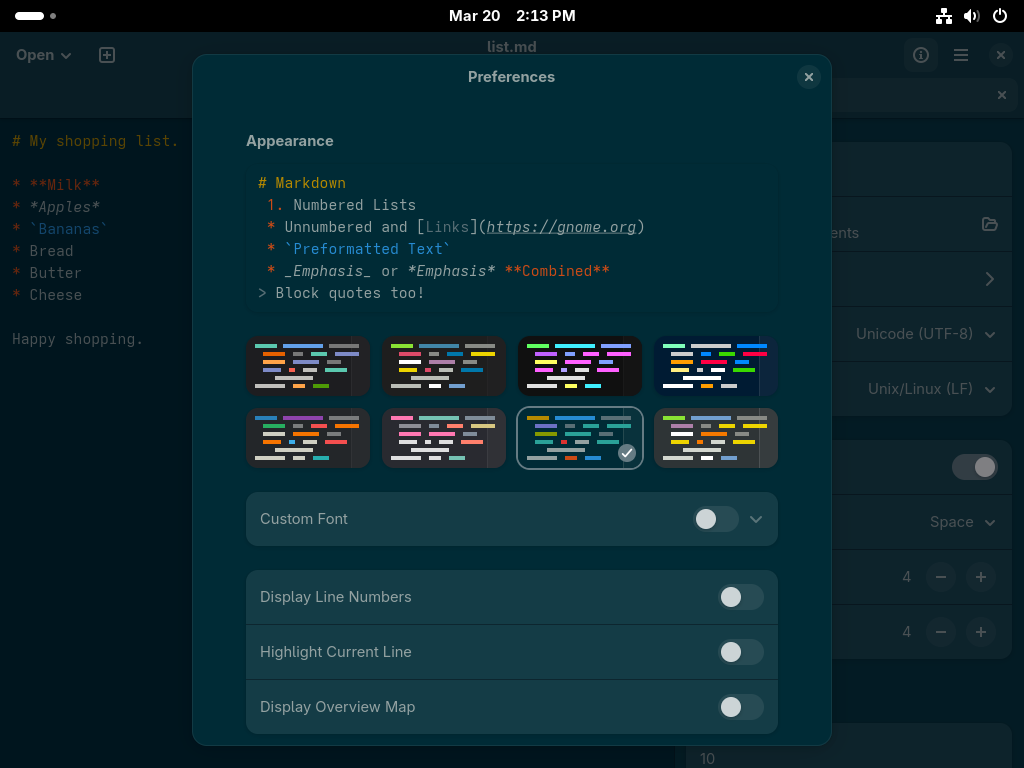 Mar 20 2:13 PM
Open
list.md
Preferences
# My shopping list.
* **Milk**
* *Apples*
* `Bananas`
* Bread
* Butter
* Cheese
Happy shopping.
Appearance
# Markdown
1. Numbered Lists
* Unnumbered and [Links](https://gnome.org)
* `Preformatted Text`
* _Emphasis_ or *Emphasis* **Combined**
> Block quotes too!
Custom Font
Display Line Numbers
Highlight Current Line
Display Overview Map
ents
Unicode (UTF-8)
Unix/Linux (LF)
Space
4
4
10